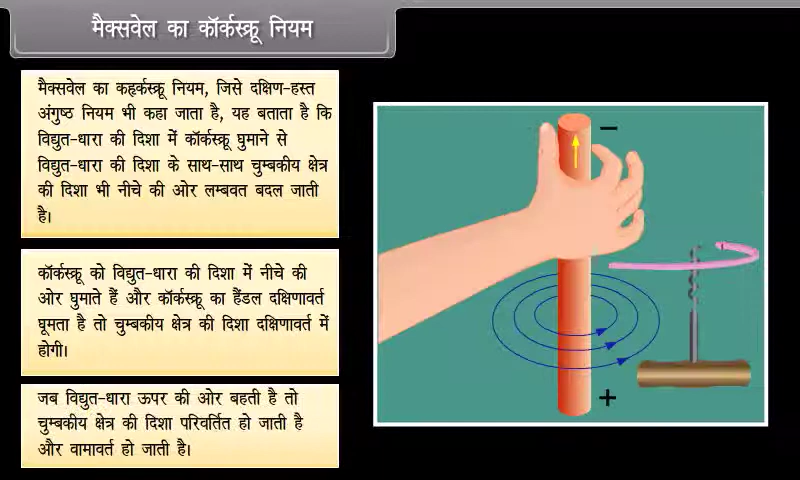 मैक्सवेल का कॉर्कस्क्रू नियम
मैक्सवेल का कहृर्कस्क्रू नियम, जिसे दक्षिण-हस्त
अंगुष्ठ नियम भी कहा जाता है, यह बताता है कि
विद्युत-धारा की दिशा में कॉर्कस्क्रू घुमाने से
विद्युत-धारा की दिशा के साथ-साथ चुम्बकीय क्षेत्र
की दिशा भी नीचे की ओर लम्बवत बदल जाती
है।
कॉर्कस्क्रू को विद्युत-धारा की दिशा में नीचे की
ओर घुमाते हैं और कॉर्कस्क्रू का हैंडल दक्षिणावर्त
घूमता है तो चुम्बकीय क्षेत्र की दिशा दक्षिणावर्त में
होगी।
जब विद्युत-धारा ऊपर की ओर बहती है तो
चुम्बकीय क्षेत्र की दिशा परिवर्तित हो जाती है
और वामावर्त हो जाती है।
−
+